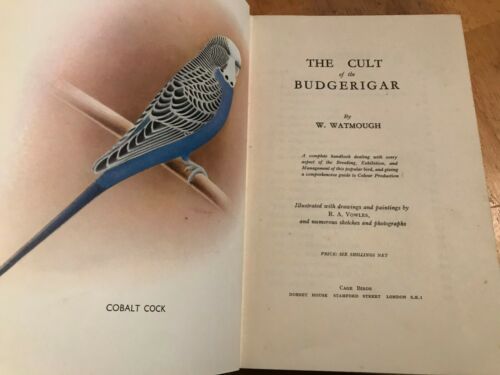 COBALT COCK
THE CULT
of the
BUDGERIGAR
By
W. WATMOUGH
A complete handbook dealing with every
aspect of the Breeding, Exhibition, and
Management of this popular bird, and giving
a comprehensive guide to Colour Production
Illustrated with drawings and paintings by
R. A. VOWLES,
and numerous sketches and photographs
PRICE: SIX SHILLINGS NET
CAGE BIRDS
DORSET HOUSE STAMFORD STREET LONDON S.E.1